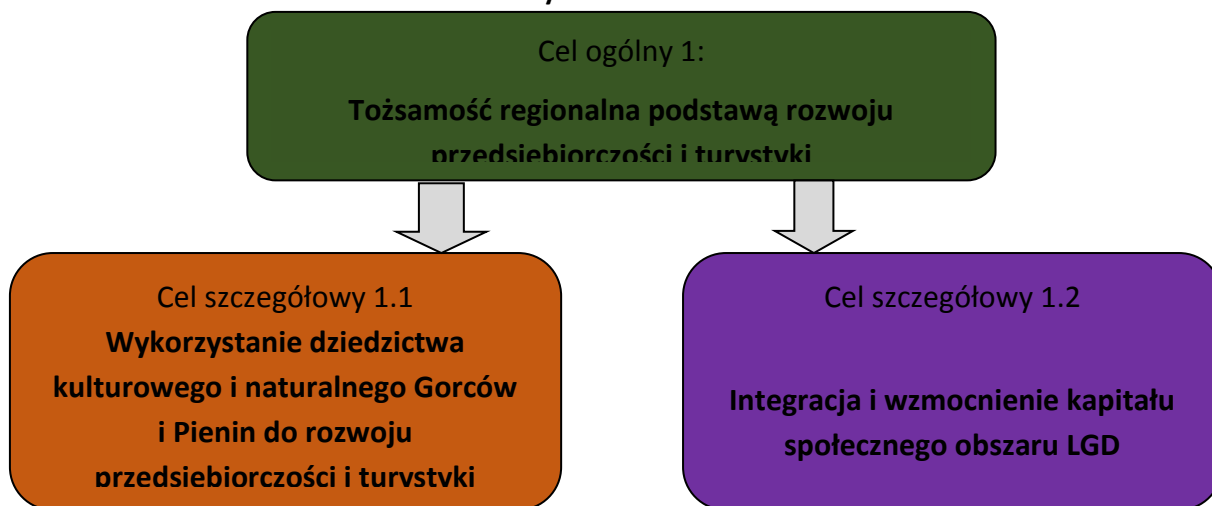 Cel ogólny 1:
Tożsamość regionalna podstawą rozwoju
przedsiębiorczości i turystyki
Cel szczegółowy 1.1
Wykorzystanie dziedzictwa
kulturowego i naturalnego Gorców
i Pienin do rozwoju
przedsiębiorczości i turystyki
Cel szczegółowy 1.2
Integracja i wzmocnienie kapitału
społecznego obszaru LGD